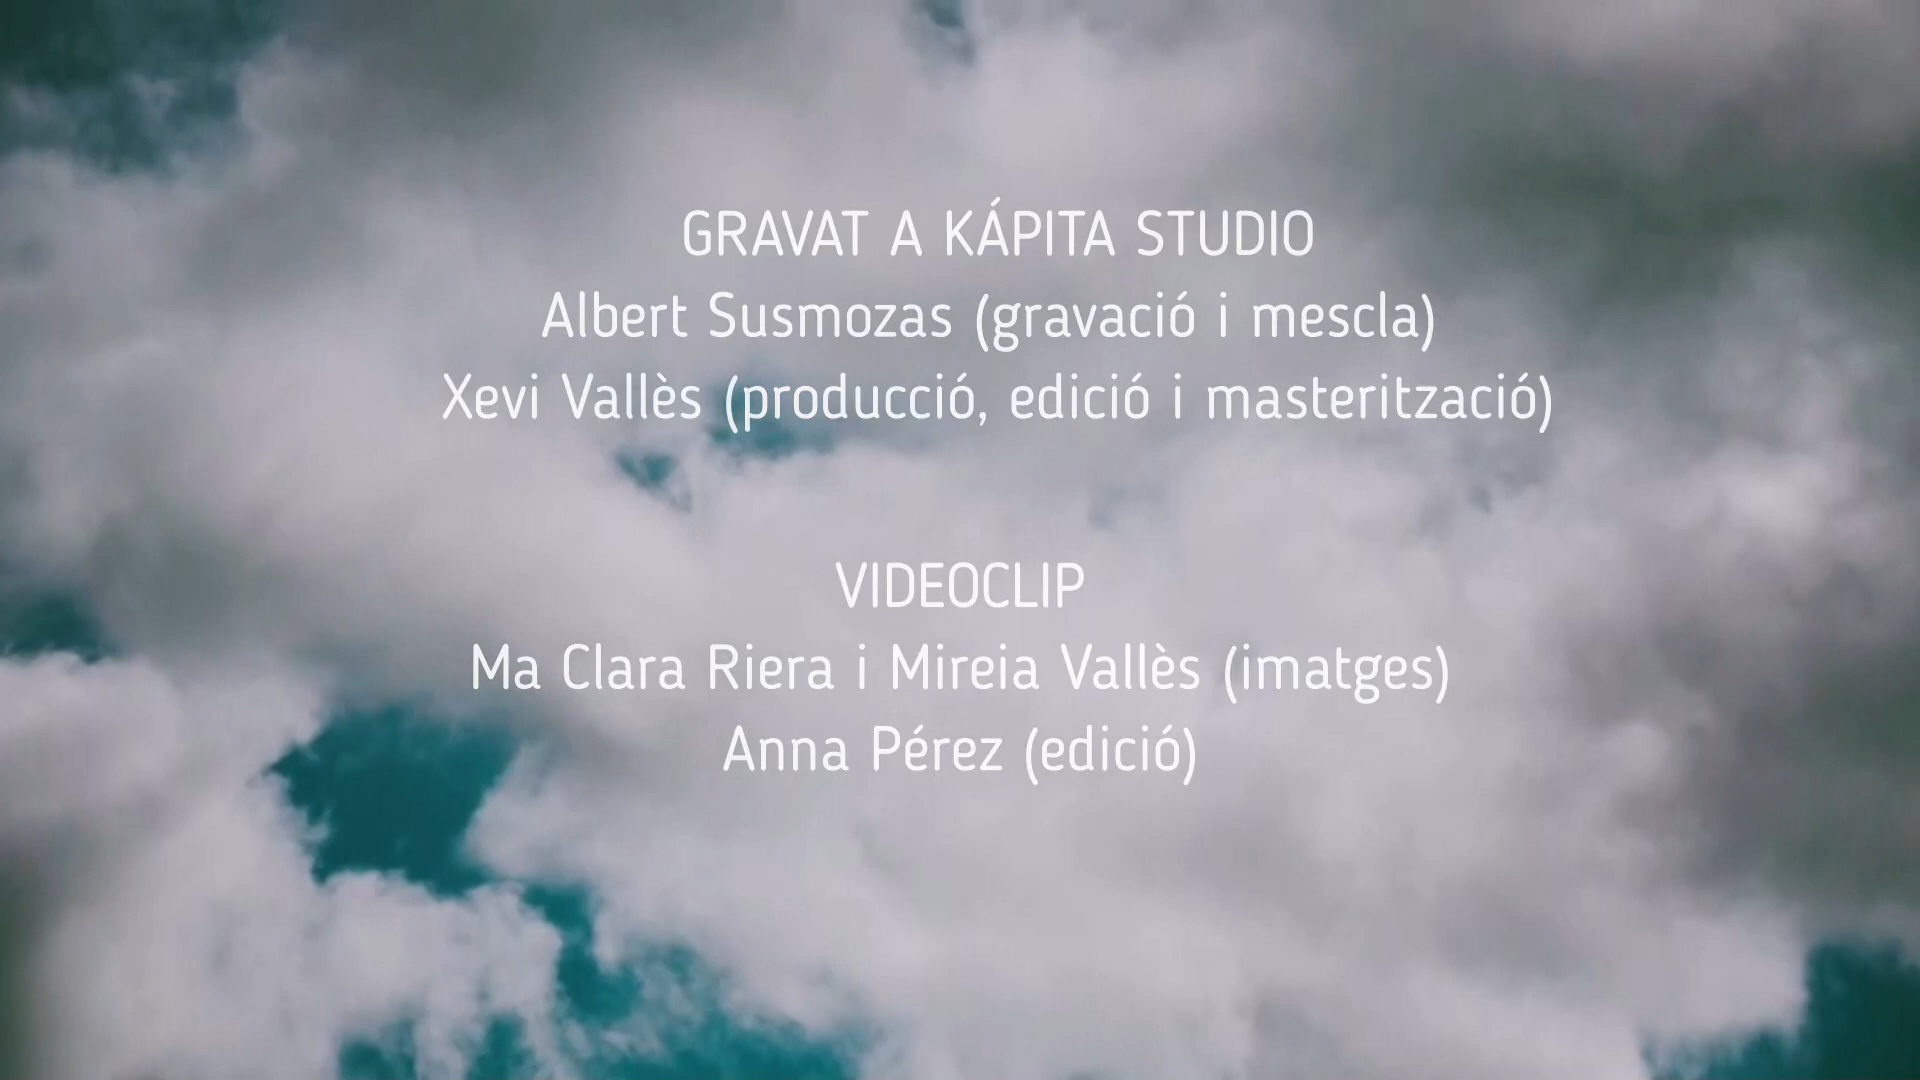 GRAVAT A KÁPITA STUDIO
Albert Susmozas (gravació i mescla)
Xevi Vallès (producció, edició i masterització)
VIDEOCLIP
Ma Clara Riera i Mireia Vallès (imatges)
Anna Pérez (edició)